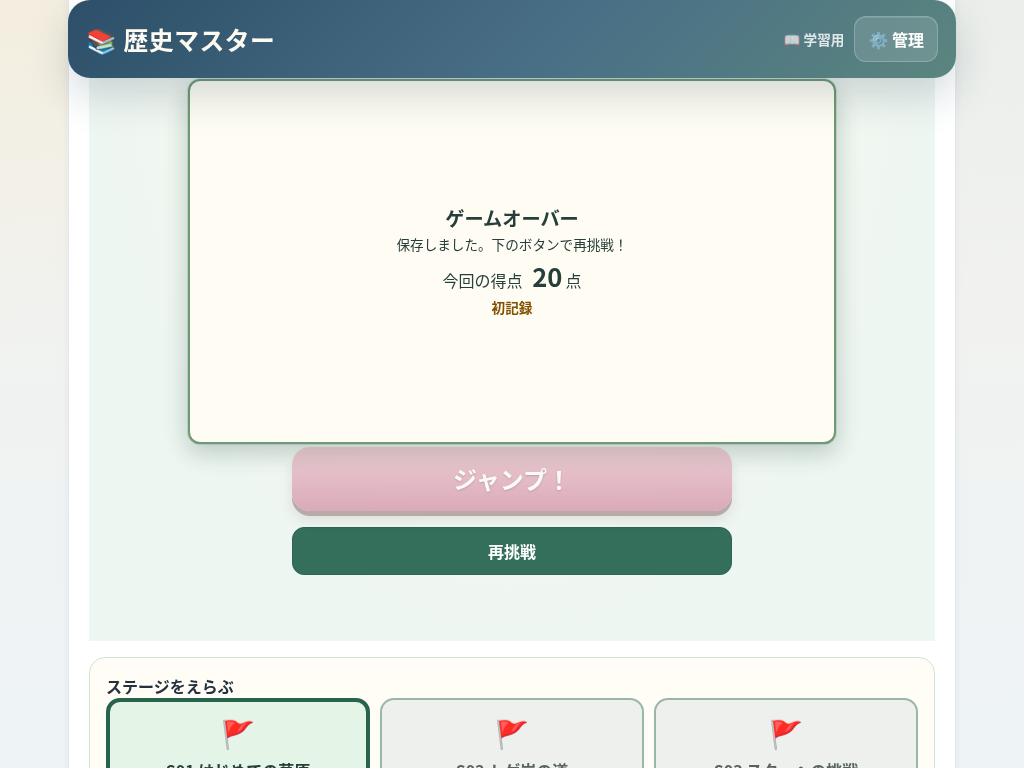 📚 歴史マスター
📖 学習用
⚙️ 管理
ゲームオーバー
保存しました。下のボタンで再挑戦！
今回の得点 20 点
初記録
ジャンプ！
再挑戦
ステージをえらぶ